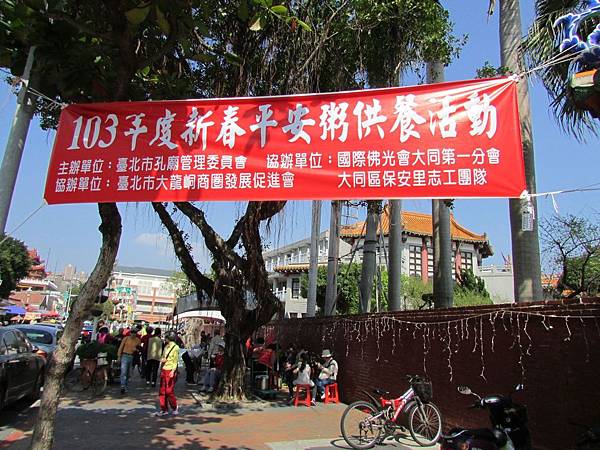 103年度新春平安粥供餐活動
主辦單位：臺北市孔廟管理委員會 協辦單位：國際佛光會大同第一分會
協辦單位：臺北市大龍峒商圈發展促進會 大同區保安里志工團隊